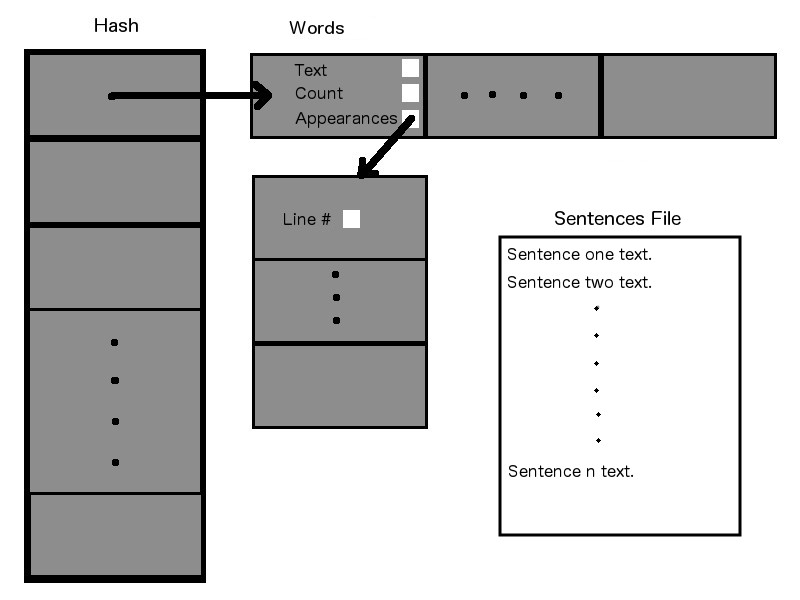 Hash
Words
Text
Count
Appearances
Line #
Sentences File
Sentence one text.
Sentence two text.
Sentence n text.